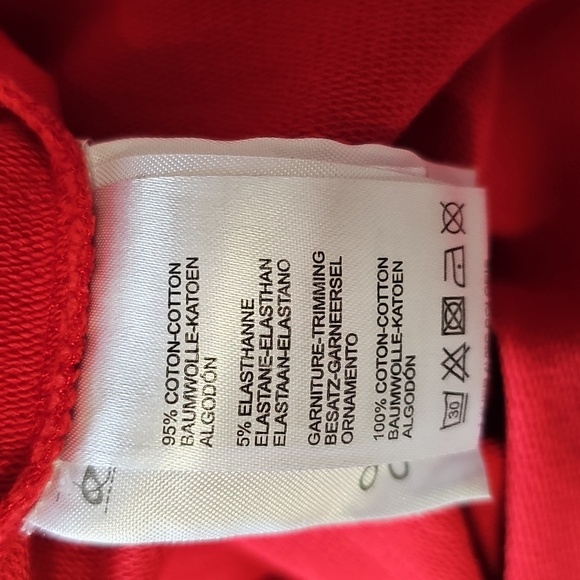 95% COTON-COTTON
BAUMWOLLE-KATOEN
ALGODÓN
5% ELASTHANNE
ELASTANE-ELASTHAN
ELASTAAN-ELASTANO
GARNITURE-TRIMMING
BESATZ-GARNEERSEL
ORNAMENTO
100% COTON-COTTON
BAUMWOLLE-KATOEN
ALGODÓN
30